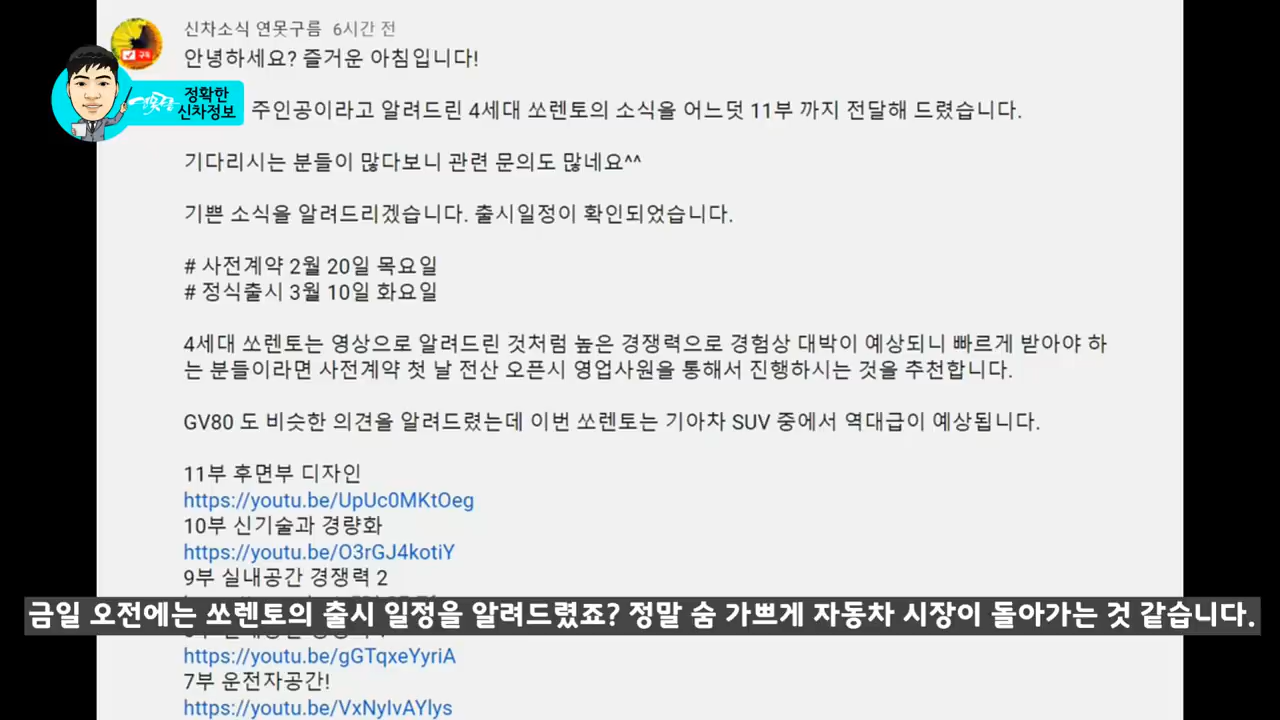 신차소식 연못구름 6시간 전
안녕하세요? 즐거운 아침입니다!
구독
연못구름
정확한
신차정보
주인공이라고 알려드린 4세대 쏘렌토의 소식을 어느덧 11부 까지 전달해 드렸습니다.
기다리시는 분들이 많다보니 관련 문의도 많네요^^
기쁜 소식을 알려드리겠습니다. 출시일정이 확인되었습니다.
# 사전계약 2월 20일 목요일
# 정식출시 3월 10일 화요일
4세대 쏘렌토는 영상으로 알려드린 것처럼 높은 경쟁력으로 경험상 대박이 예상되니 빠르게 받아야 하
는 분들이라면 사전계약 첫 날 전산 오픈시 영업사원을 통해서 진행하시는 것을 추천합니다.
GV80 도 비슷한 의견을 알려드렸는데 이번 쏘렌토는 기아차 SUV 중에서 역대급이 예상됩니다.
11부 후면부 디자인
https://youtu.be/UpUc0MKtOeg
10부 신기술과 경량화
https://youtu.be/O3rGJ4kotiY
9부 실내공간 경쟁력 2
금일 오전에는 쏘렌토의 출시 일정을 알려드렸죠? 정말 숨 가쁘게 자동차 시장이 돌아가는 것 같습니다.
https://youtu.be/gGTqxeYyriA
7부 운전자공간!
https://youtu.be/VxNyIvAYlys